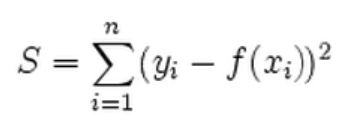 S = \sum_{i=1}^{n} (y_i - f(x_i))^2